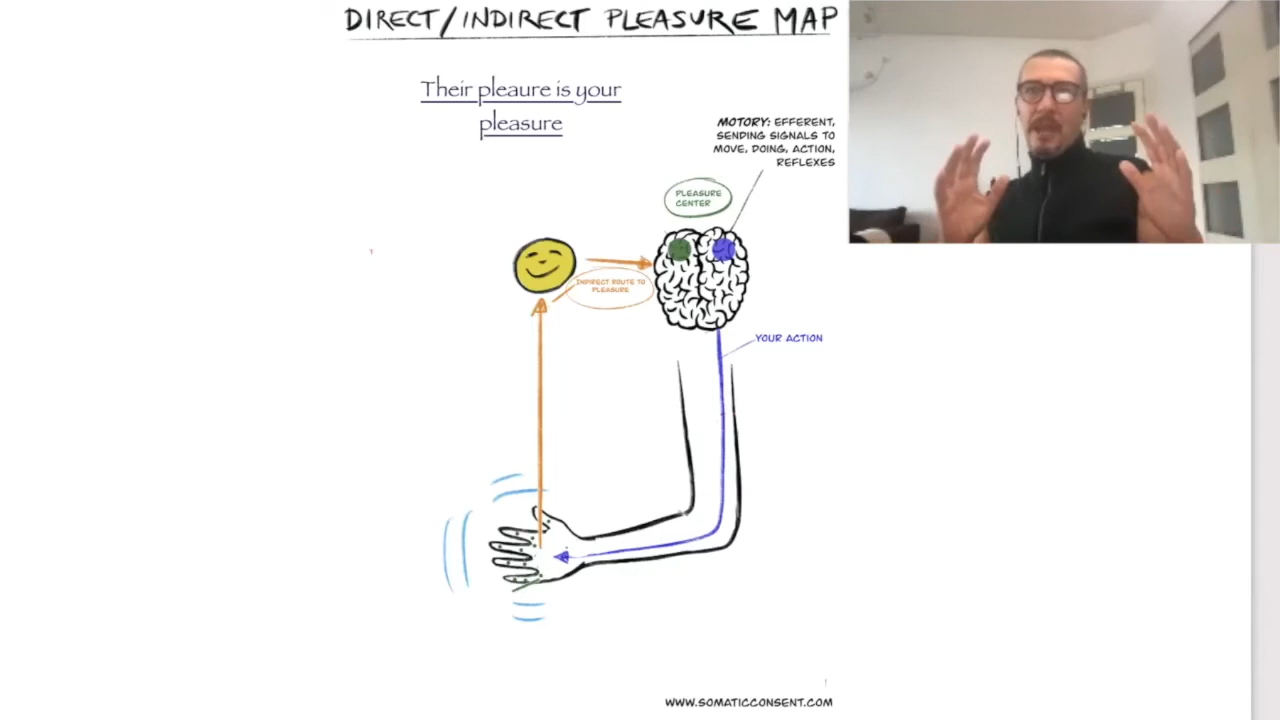 DIRECT/INDIRECT PLEASURE MAP
Their pleaure is your
pleasure
MOTORY: EFFERENT,
SENDING SIGNALS TO
MOVE, DOING, ACTION,
REFLEXES
PLEASURE
CENTER
INDIRECT ROUTE TO
PLEASURE
YOUR ACTION
WWW.SOMATICCONSENT.COM